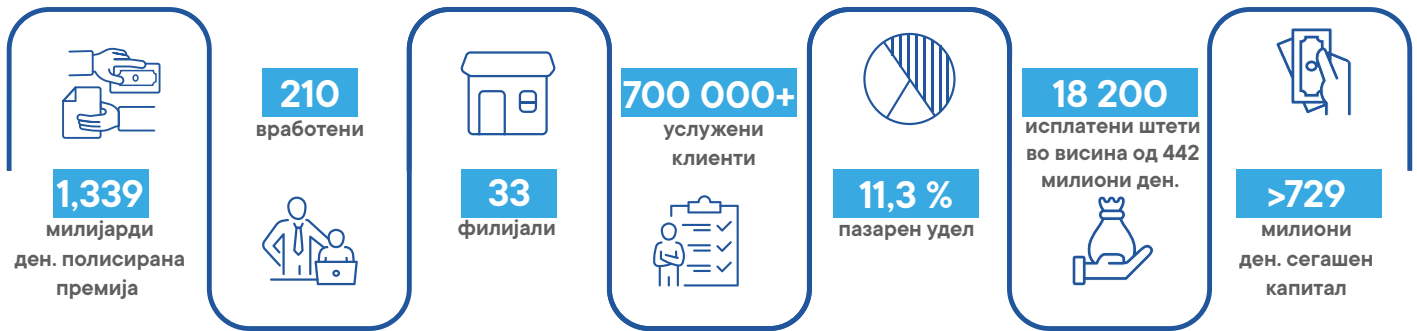 1,339
милијарди
ден. полисирана
премија
210
вработени
33
филијали
700 000+
услужени
клиенти
11,3 %
пазарен удел
18 200
исплатени штети
во висина од 442
милиони ден.
>729
милиони
ден. сегашен
капитал